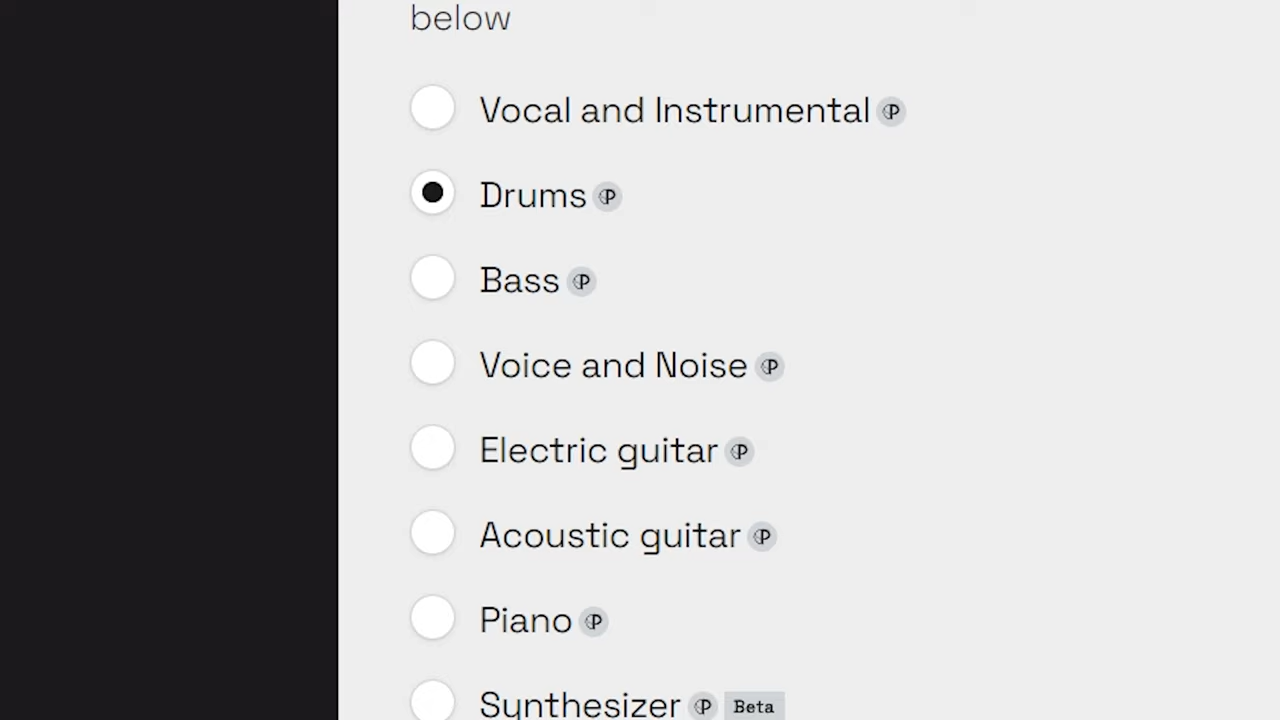 below
Vocal and Instrumental P
Drums P
Bass P
Voice and Noise P
Electric guitar P
Acoustic guitar P
Piano P
Synthesizer P Beta